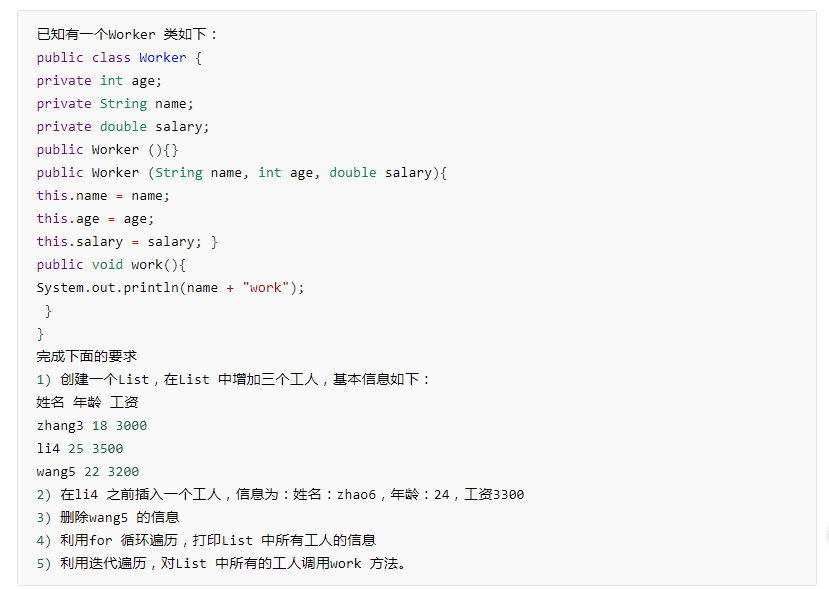 已知有一个Worker 类如下：
public class Worker {
private int age;
private String name;
private double salary;
public Worker (){}
public Worker (String name, int age, double salary){
this.name = name;
this.age = age;
this.salary = salary; }
public void work(){
System.out.println(name + "work");
}
}
完成下面的要求
1) 创建一个List，在List 中增加三个工人，基本信息如下：
姓名 年龄 工资
zhang3 18 3000
li4 25 3500
wang5 22 3200
2) 在li4 之前插入一个工人，信息为：姓名：zhao6，年龄：24，工资3300
3) 删除wang5 的信息
4) 利用for 循环遍历，打印List 中所有工人的信息
5) 利用迭代遍历，对List 中所有的工人调用work 方法。